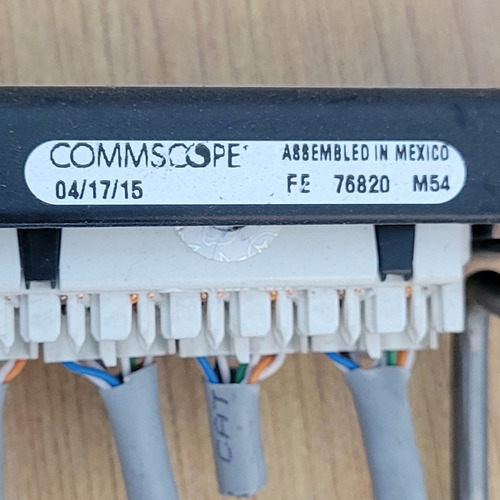 COMMSCOPE ASSEMBLED IN MEXICO
04/17/15 FE 76820 M54
CAT